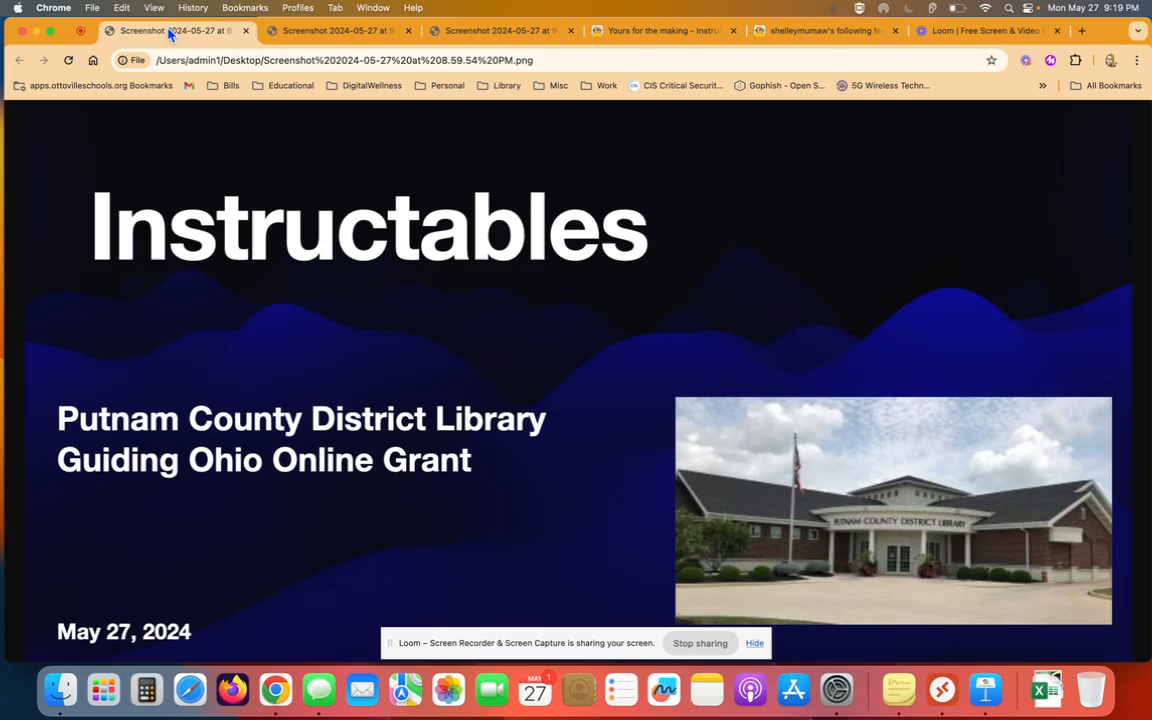 Chrome File Edit View History Bookmarks Profiles Tab Window Help Mon May 27 9:19 PM
Screenshot 2024-05-27 at 8 Screenshot 2024-05-27 at 9 Screenshot 2024-05-27 at 9 Yours for the making - Instruc shelleymumaw's following fe Loom | Free Screen & Video
File /Users/admin1/Desktop/Screenshot%202024-05-27%20at%208.59.54%20PM.png
apps.ottovilleschools.org Bookmarks Bills Educational DigitalWellness Personal Library Misc Work CIS Critical Securit... Gophish - Open S... 5G Wireless Techn... » All Bookmarks
Instructables
Putnam County District Library
Guiding Ohio Online Grant
PUTNAM COUNTY DISTRICT LIBRARY
May 27, 2024
Loom – Screen Recorder & Screen Capture is sharing your screen. Stop sharing Hide
MAY 1
27